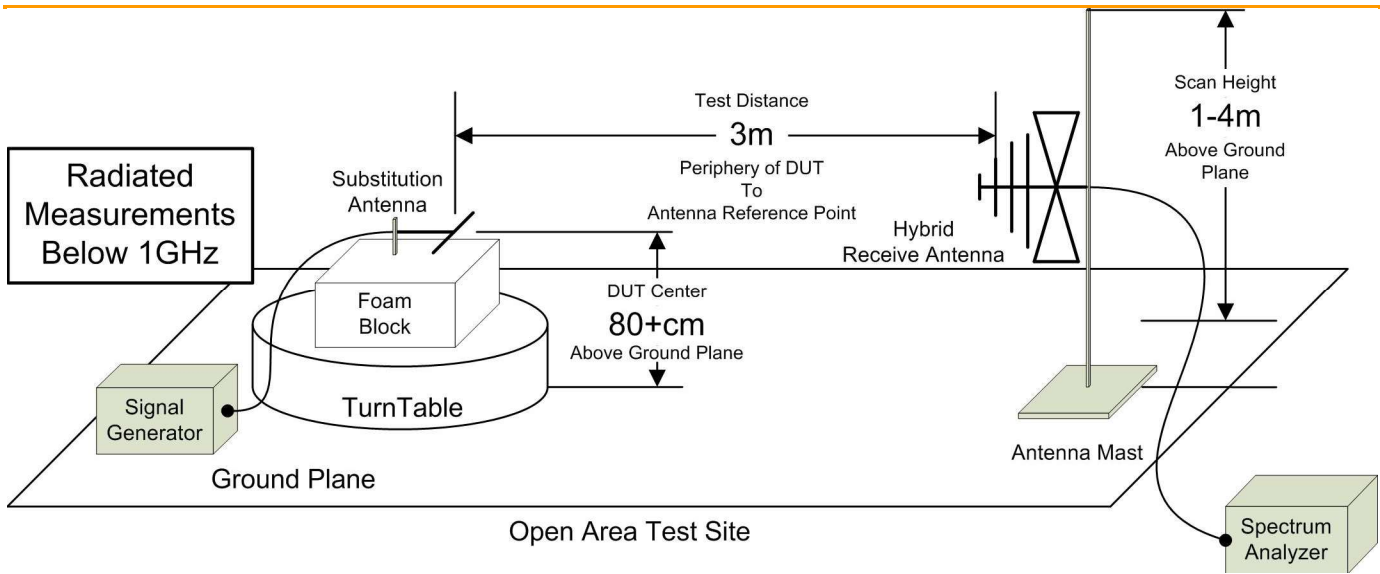 Radiated
Measurements
Below 1GHz
Substitution
Antenna
Test Distance
3m
Periphery of DUT
To
Antenna Reference Point
Scan Height
1-4m
Above Ground
Plane
Hybrid
Receive Antenna
Foam
Block
DUT Center
80+cm
Above Ground Plane
TurnTable
Signal
Generator
Ground Plane
Antenna Mast
Open Area Test Site
Spectrum
Analyzer